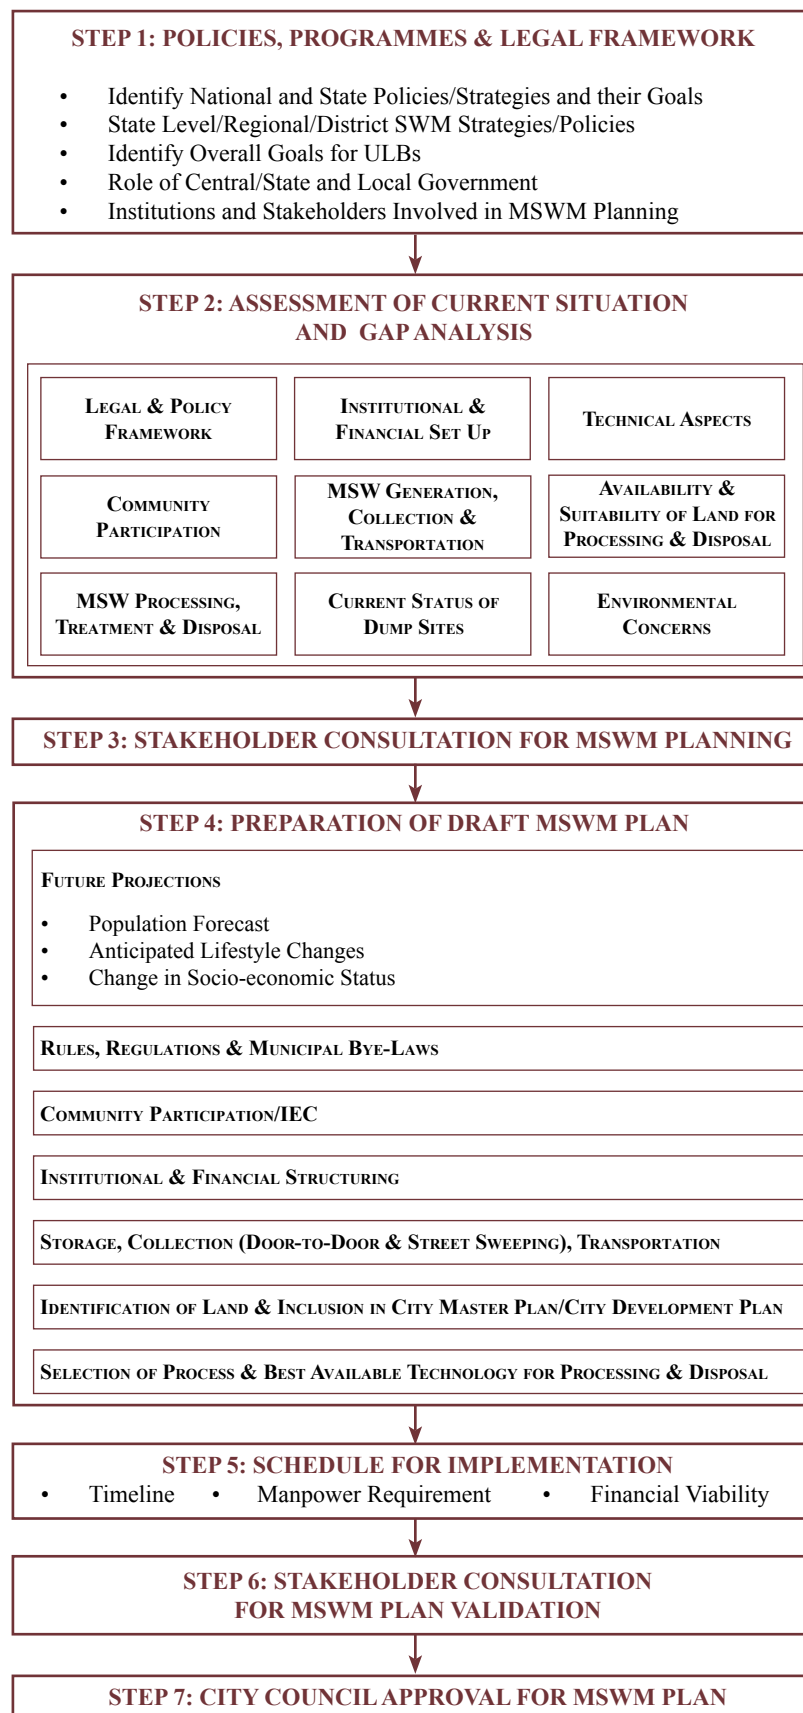 STEP 1: POLICIES, PROGRAMMES & LEGAL FRAMEWORK
• Identify National and State Policies/Strategies and their Goals
• State Level/Regional/District SWM Strategies/Policies
• Identify Overall Goals for ULBs
• Role of Central/State and Local Government
• Institutions and Stakeholders Involved in MSWM Planning
STEP 2: ASSESSMENT OF CURRENT SITUATION
AND GAP ANALYSIS
Legal & Policy
Framework
Institutional &
Financial Set Up
Technical Aspects
Community
Participation
MSW Generation,
Collection &
Transportation
Availability &
Suitability of Land for
Processing & Disposal
MSW Processing,
Treatment & Disposal
Current Status of
Dump Sites
Environmental
Concerns
STEP 3: STAKEHOLDER CONSULTATION FOR MSWM PLANNING
STEP 4: PREPARATION OF DRAFT MSWM PLAN
Future Projections
• Population Forecast
• Anticipated Lifestyle Changes
• Change in Socio-economic Status
Rules, Regulations & Municipal Bye-Laws
Community Participation/IEC
Institutional & Financial Structuring
Storage, Collection (Door-to-Door & Street Sweeping), Transportation
Identification of Land & Inclusion in City Master Plan/City Development Plan
Selection of Process & Best Available Technology for Processing & Disposal
STEP 5: SCHEDULE FOR IMPLEMENTATION
• Timeline • Manpower Requirement • Financial Viability
STEP 6: STAKEHOLDER CONSULTATION
FOR MSWM PLAN VALIDATION
STEP 7: CITY COUNCIL APPROVAL FOR MSWM PLAN